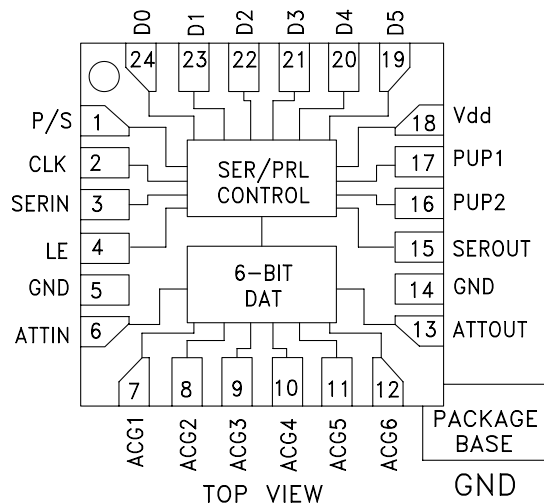 D0 D1 D2 D3 D4 D5
24 23 22 21 20 19
P/S 1
CLK 2
SERIN 3
LE 4
GND 5
ATTIN 6
SER/PRL
CONTROL
6-BIT
DAT
18 Vdd
17 PUP1
16 PUP2
15 SEROUT
14 GND
13 ATTOUT
7 8 9 10 11 12
ACG1 ACG2 ACG3 ACG4 ACG5 ACG6
PACKAGE
BASE
GND
TOP VIEW